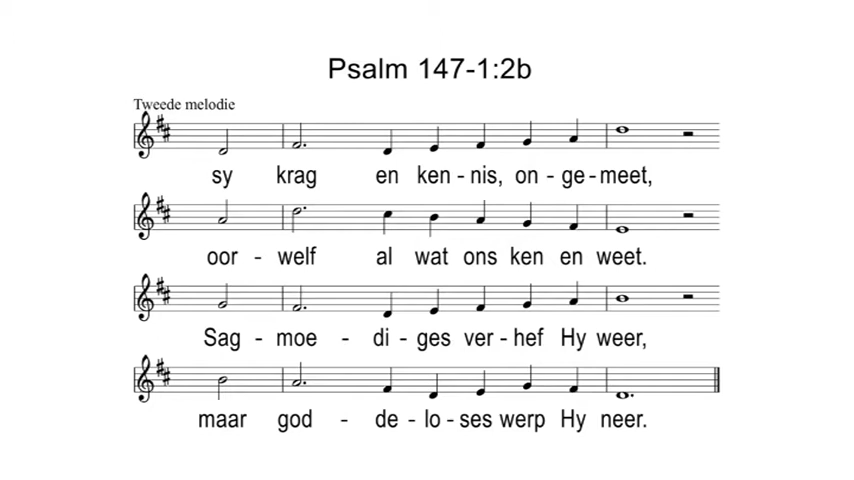 Psalm 147-1:2b
Tweede melodie
sy krag en ken - nis, on - ge - meet,
oor - welf al wat ons ken en weet.
Sag - moe - di - ges ver - hef Hy weer,
maar god - de - lo - ses werp Hy neer.